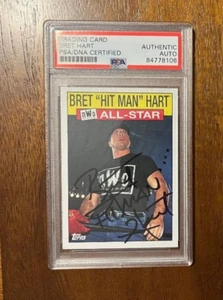 TRADING CARD
BRET HART
PSA/DNA CERTIFIED
AUTHENTIC
AUTO
PSA
84778106
BRET "HIT MAN" HART
nWo ALL-STAR
nWo
Topps